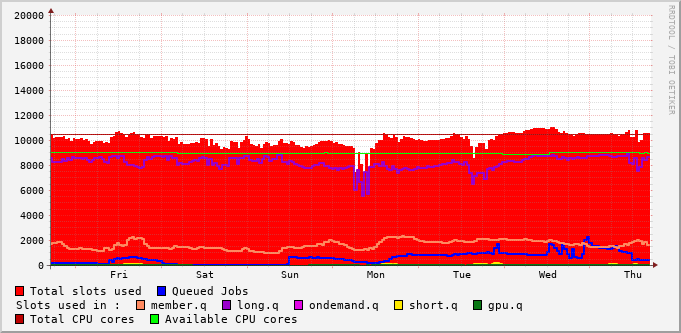 20000
18000
16000
14000
12000
10000
8000
6000
4000
2000
0
Fri Sat Sun Mon Tue Wed Thu
RRDTOOL / TOBI OETIKER
Total slots used Queued Jobs
Slots used in : member.q long.q ondemand.q short.q gpu.q
Total CPU cores Available CPU cores